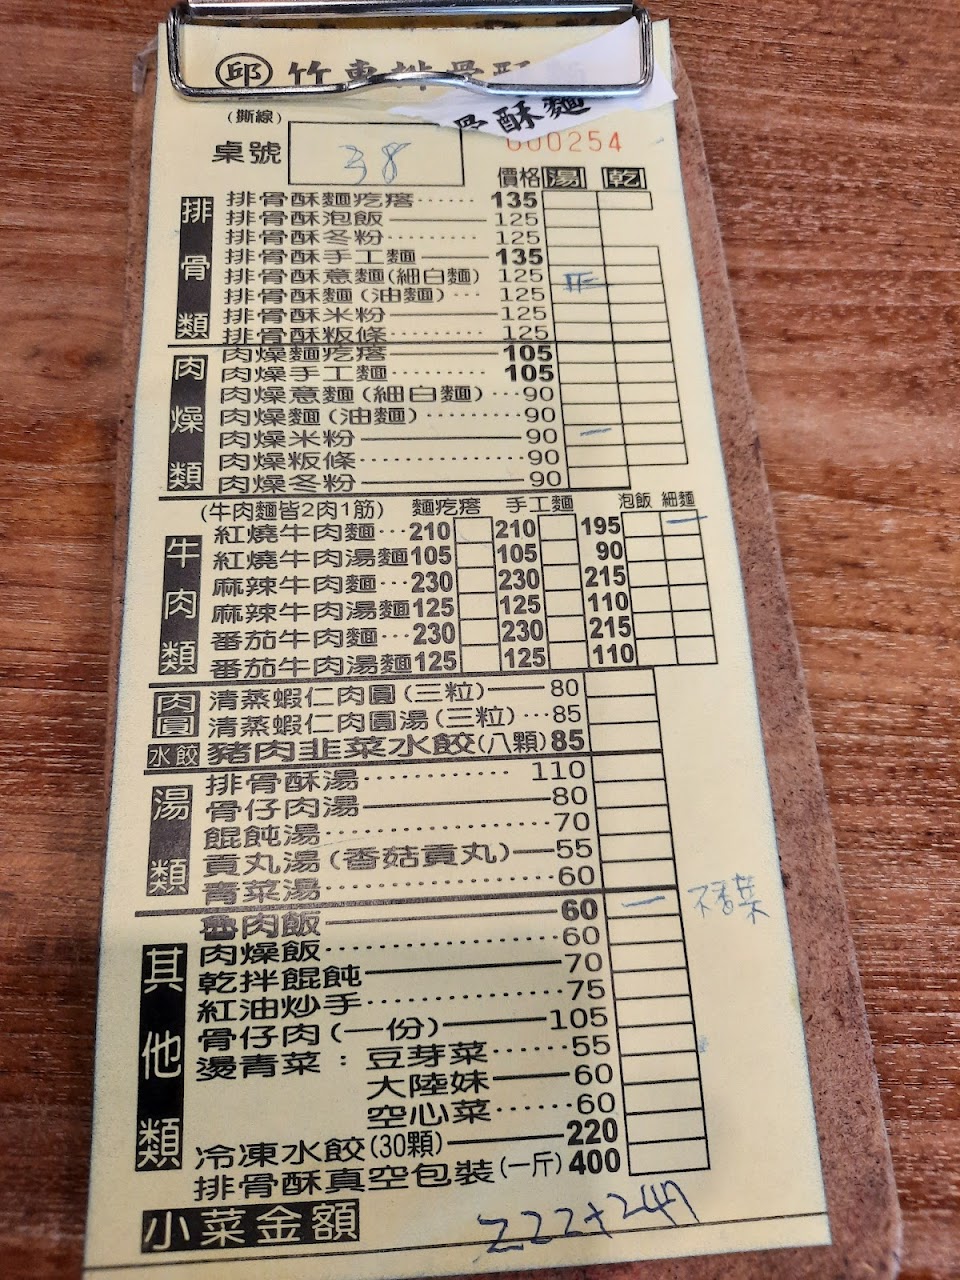 邱 竹東排骨酥麵
骨酥麵
(撕線)
桌號 38 000254
價格 湯 乾
排骨類
排骨酥麵疙瘩 135
排骨酥泡飯 125
排骨酥冬粉 125
排骨酥手工麵 135
排骨酥意麵(細白麵) 125
排骨酥麵(油麵) 125
排骨酥米粉 125
排骨酥粄條 125
肉燥類
肉燥麵疙瘩 105
肉燥手工麵 105
肉燥意麵(細白麵) 90
肉燥麵(油麵) 90
肉燥米粉 90 一
肉燥粄條 90
肉燥冬粉 90
(牛肉麵皆2肉1筋) 麵疙瘩 手工麵 泡飯 細麵
牛肉類
紅燒牛肉麵 210 210 195 一
紅燒牛肉湯麵 105 105 90
麻辣牛肉麵 230 230 215
麻辣牛肉湯麵 125 125 110
番茄牛肉麵 230 230 215
番茄牛肉湯麵 125 125 110
肉圓
清蒸蝦仁肉圓(三粒) 80
清蒸蝦仁肉圓湯(三粒) 85
水餃 豬肉韭菜水餃(八顆) 85
湯類
排骨酥湯 110
骨仔肉湯 80
餛飩湯 70
貢丸湯(香菇貢丸) 55
青菜湯 60
其他類
魯肉飯 60 一 不香菜
肉燥飯 60
乾拌餛飩 70
紅油炒手 75
骨仔肉(一份) 105
燙青菜：豆芽菜 55
大陸妹 60
空心菜 60
冷凍水餃(30顆) 220
排骨酥真空包裝(一斤) 400
小菜金額